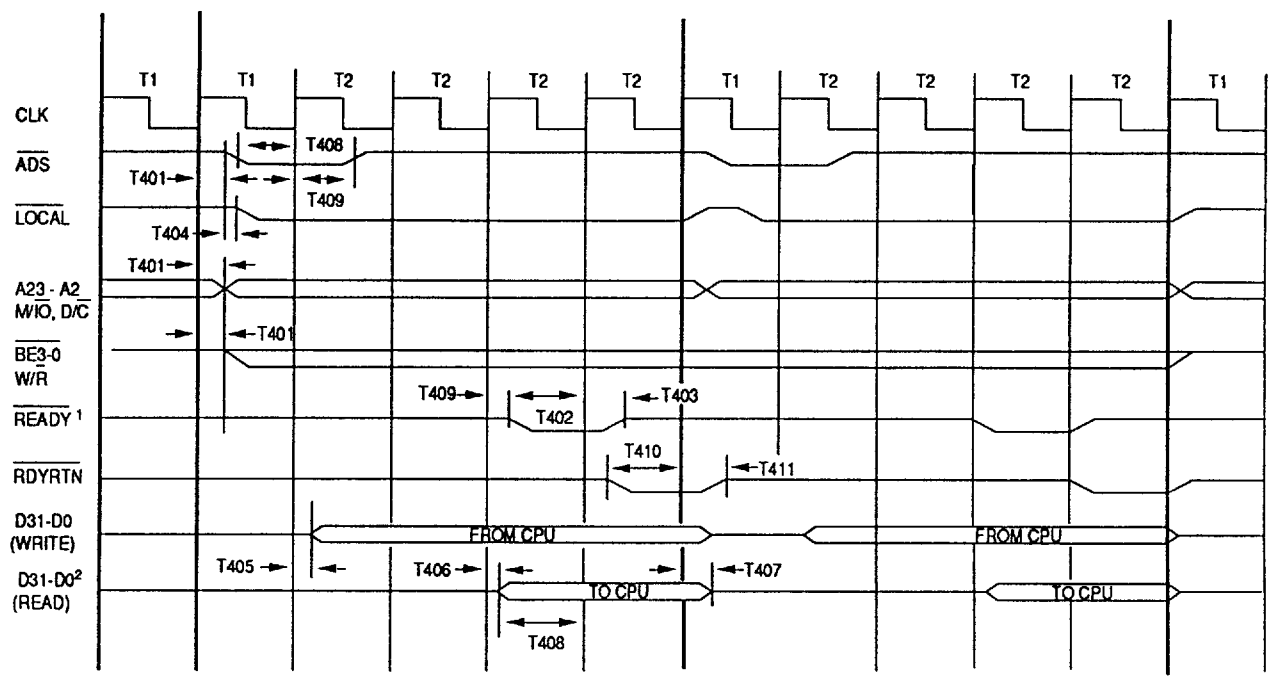 T1 T1 T2 T2 T2 T2 T1 T2 T2 T2 T2 T1
CLK
T408
ADS
T401
T409
LOCAL
T404
T401
A23 - A2
M/IO, D/C
T401
BE3-0
W/R
T409 T403
READY 1 T402
T410
RDYRTN T411
D31-D0 FROM CPU FROM CPU
(WRITE)
T405 T406 T407
D31-D0² TO CPU TO CPU
(READ)
T408